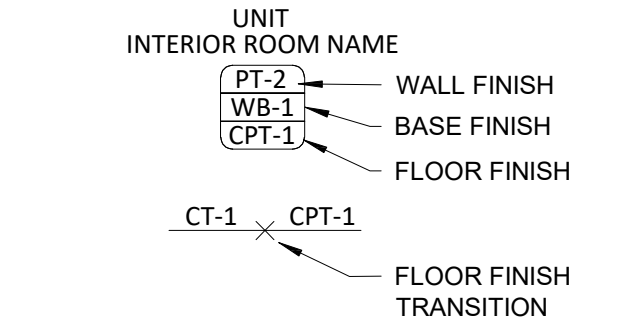 UNIT
INTERIOR ROOM NAME
PT-2
WALL FINISH
WB-1
BASE FINISH
CPT-1
FLOOR FINISH
CT-1 CPT-1
FLOOR FINISH
TRANSITION